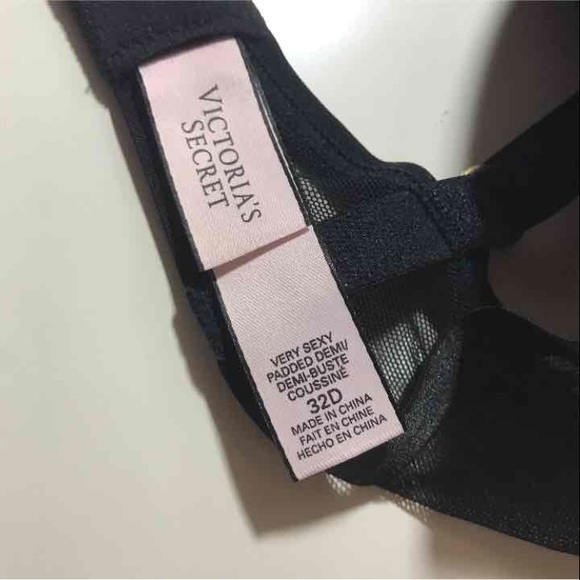 VICTORIA'S
SECRET
VERY SEXY
PADDED DEMI/
DEMI-BUSTE
COUSSINÉ
32D
MADE IN CHINA
FAIT EN CHINE
HECHO EN CHINA